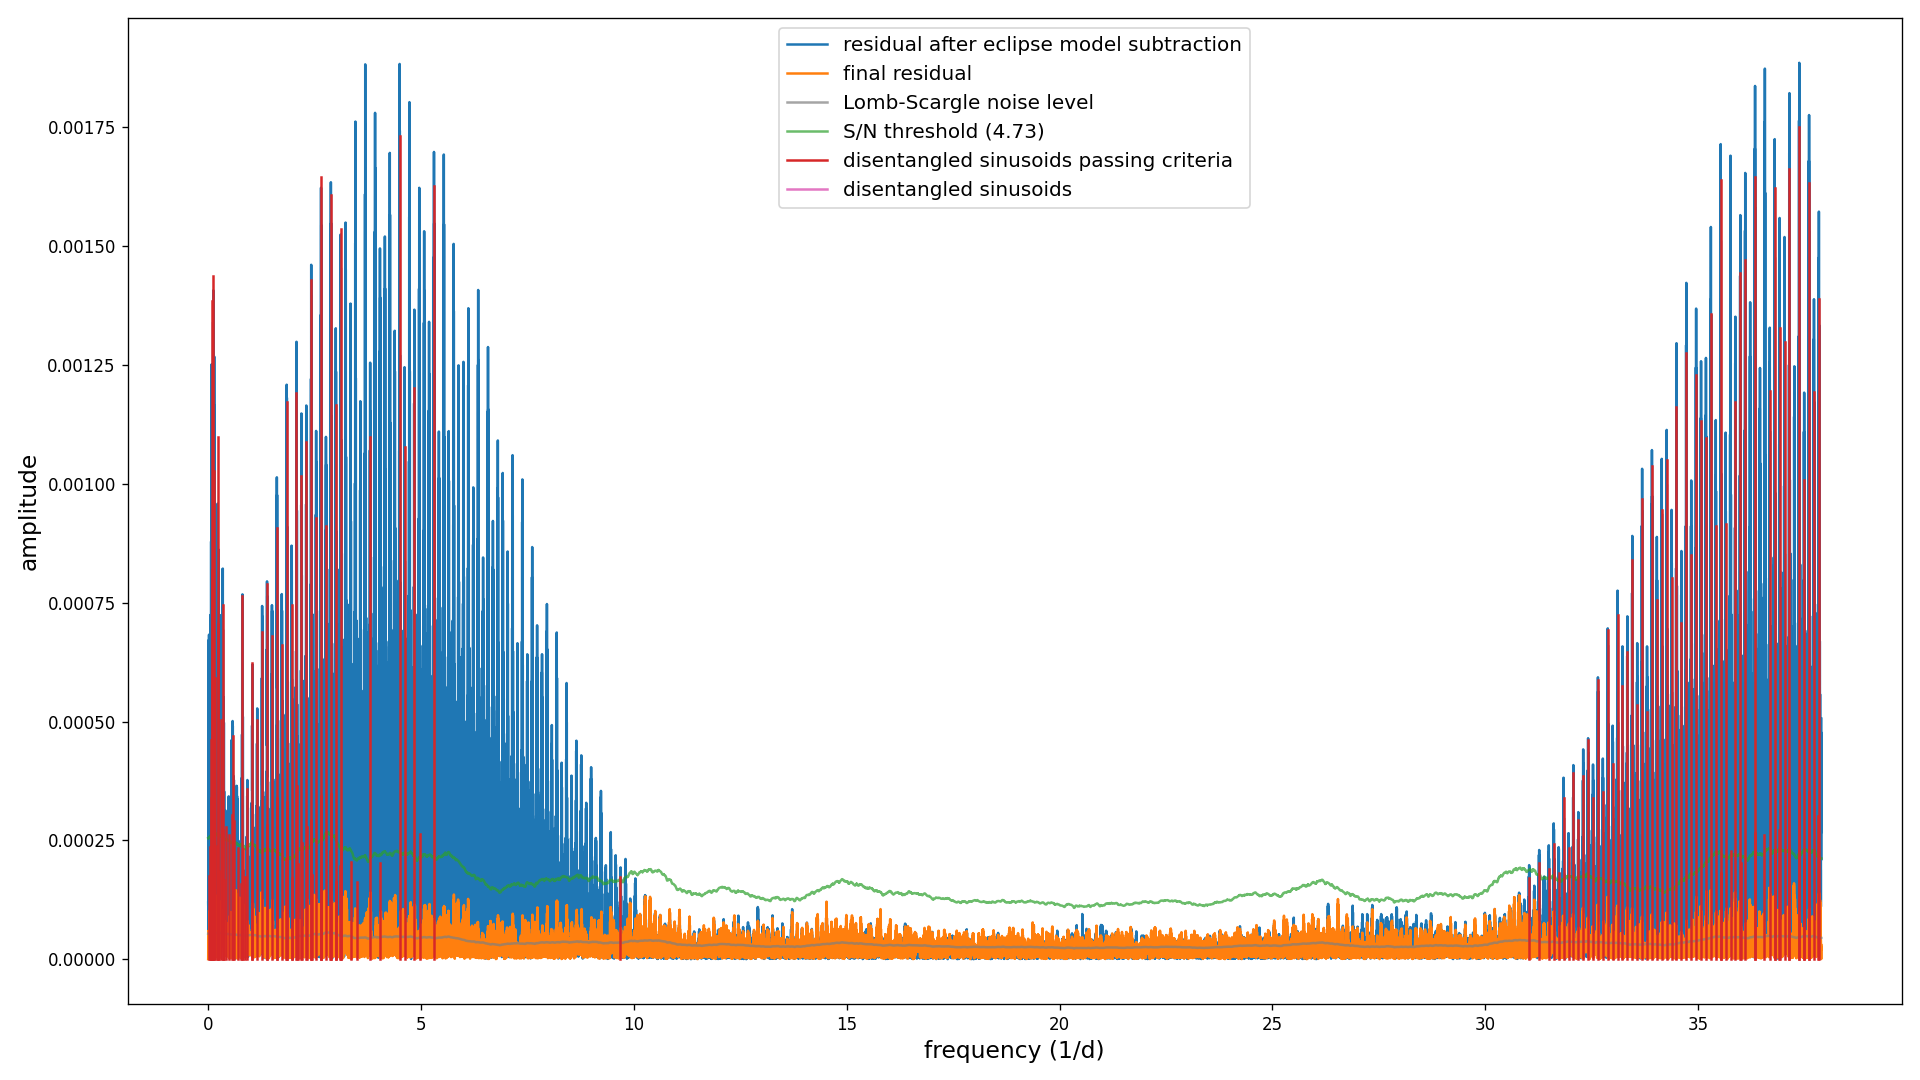 residual after eclipse model subtraction
final residual
Lomb-Scargle noise level
S/N threshold (4.73)
disentangled sinusoids passing criteria
disentangled sinusoids
amplitude
0.00175
0.00150
0.00125
0.00100
0.00075
0.00050
0.00025
0.00000
0 5 10 15 20 25 30 35
frequency (1/d)